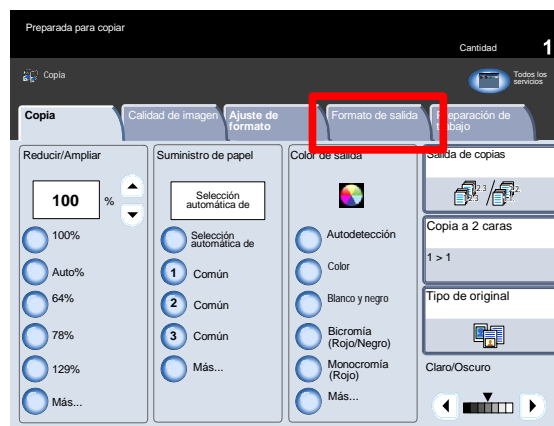 Preparada para copiar
Cantidad 1
Copia
Todos los
servicios
Copia
Calidad de imagen
Ajuste de
formato
Formato de salida
Preparación de
trabajo
Reducir/Ampliar
100 %
100%
Auto%
64%
78%
129%
Más...
Suministro de papel
Selección
automática de
Selección
automática de
1 Común
2 Común
3 Común
Más...
Color de salida
Autodetección
Color
Blanco y negro
Bicromía
(Rojo/Negro)
Monocromía
(Rojo)
Más...
Salida de copias
Copia a 2 caras
1 > 1
Tipo de original
Claro/Oscuro